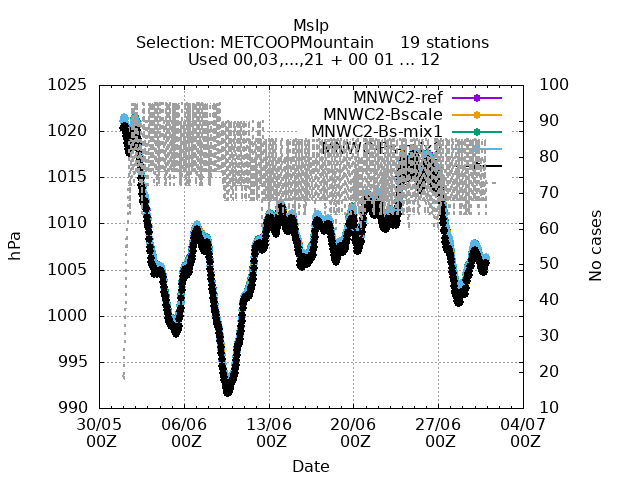 Mslp
Selection: METCOOPMountain 19 stations
Used 00,03,...,21 + 00 01 ... 12
1025
1020
1015
1010
1005
1000
995
990
100
90
80
70
60
50
40
30
20
10
MNWC2-ref
MNWC2-Bscale
MNWC2-Bs-mix1
hPa
No cases
30/05 06/06 13/06 20/06 27/06 04/07
00Z 00Z 00Z 00Z 00Z 00Z
Date